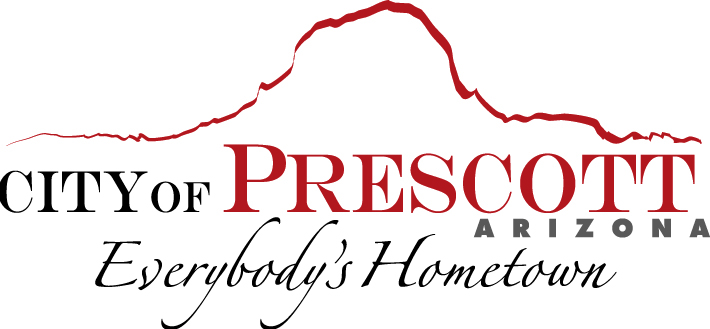 CITY OF PRESCOTT
ARIZONA
Everybody's Hometown